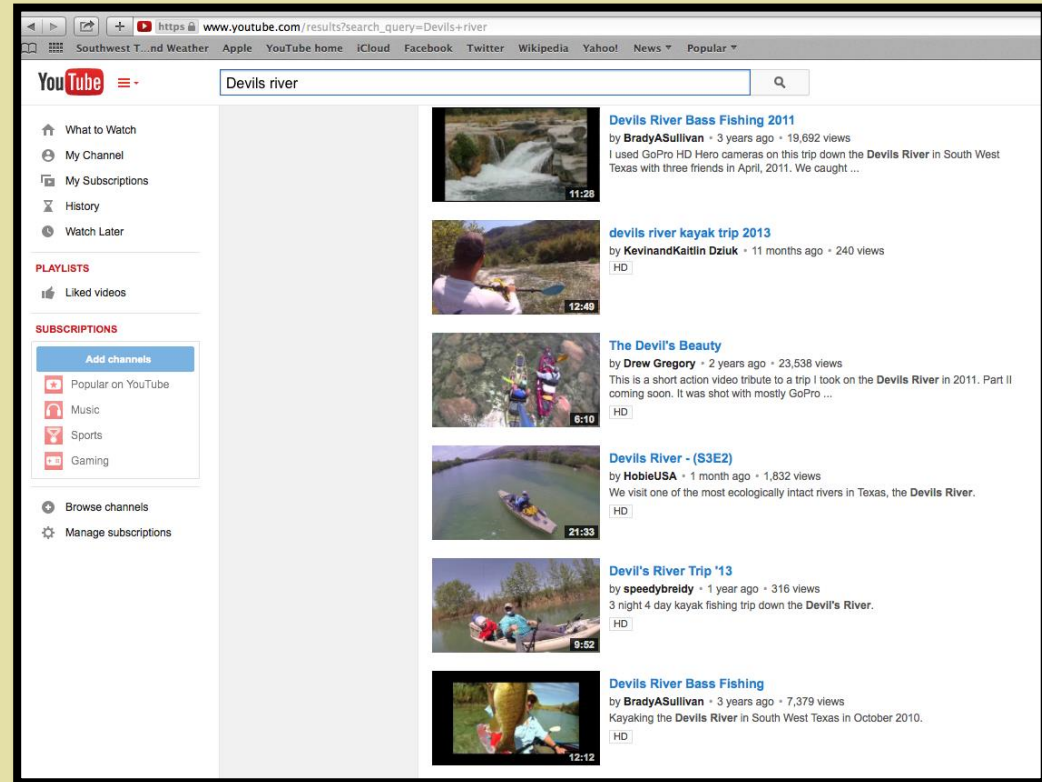 https www.youtube.com/results?search_query=Devils+river
Southwest T...nd Weather Apple YouTube home iCloud Facebook Twitter Wikipedia Yahoo! News Popular
YouTube
Devils river
What to Watch
My Channel
My Subscriptions
History
Watch Later
PLAYLISTS
Liked videos
SUBSCRIPTIONS
Add channels
Popular on YouTube
Music
Sports
Gaming
Browse channels
Manage subscriptions
11:28
Devils River Bass Fishing 2011
by BradyASullivan • 3 years ago • 19,692 views
I used GoPro HD Hero cameras on this trip down the Devils River in South West
Texas with three friends in April, 2011. We caught ...
12:49
devils river kayak trip 2013
by KevinandKaitlin Dziuk • 11 months ago • 240 views
HD
6:10
The Devil's Beauty
by Drew Gregory • 2 years ago • 23,538 views
This is a short action video tribute to a trip I took on the Devils River in 2011. Part II
coming soon. It was shot with mostly GoPro ...
HD
21:33
Devils River - (S3E2)
by HobieUSA • 1 month ago • 1,832 views
We visit one of the most ecologically intact rivers in Texas, the Devils River.
HD
9:52
Devil's River Trip '13
by speedybreidy • 1 year ago • 316 views
3 night 4 day kayak fishing trip down the Devil's River.
HD
12:12
Devils River Bass Fishing
by BradyASullivan • 3 years ago • 7,379 views
Kayaking the Devils River in South West Texas in October 2010.
HD